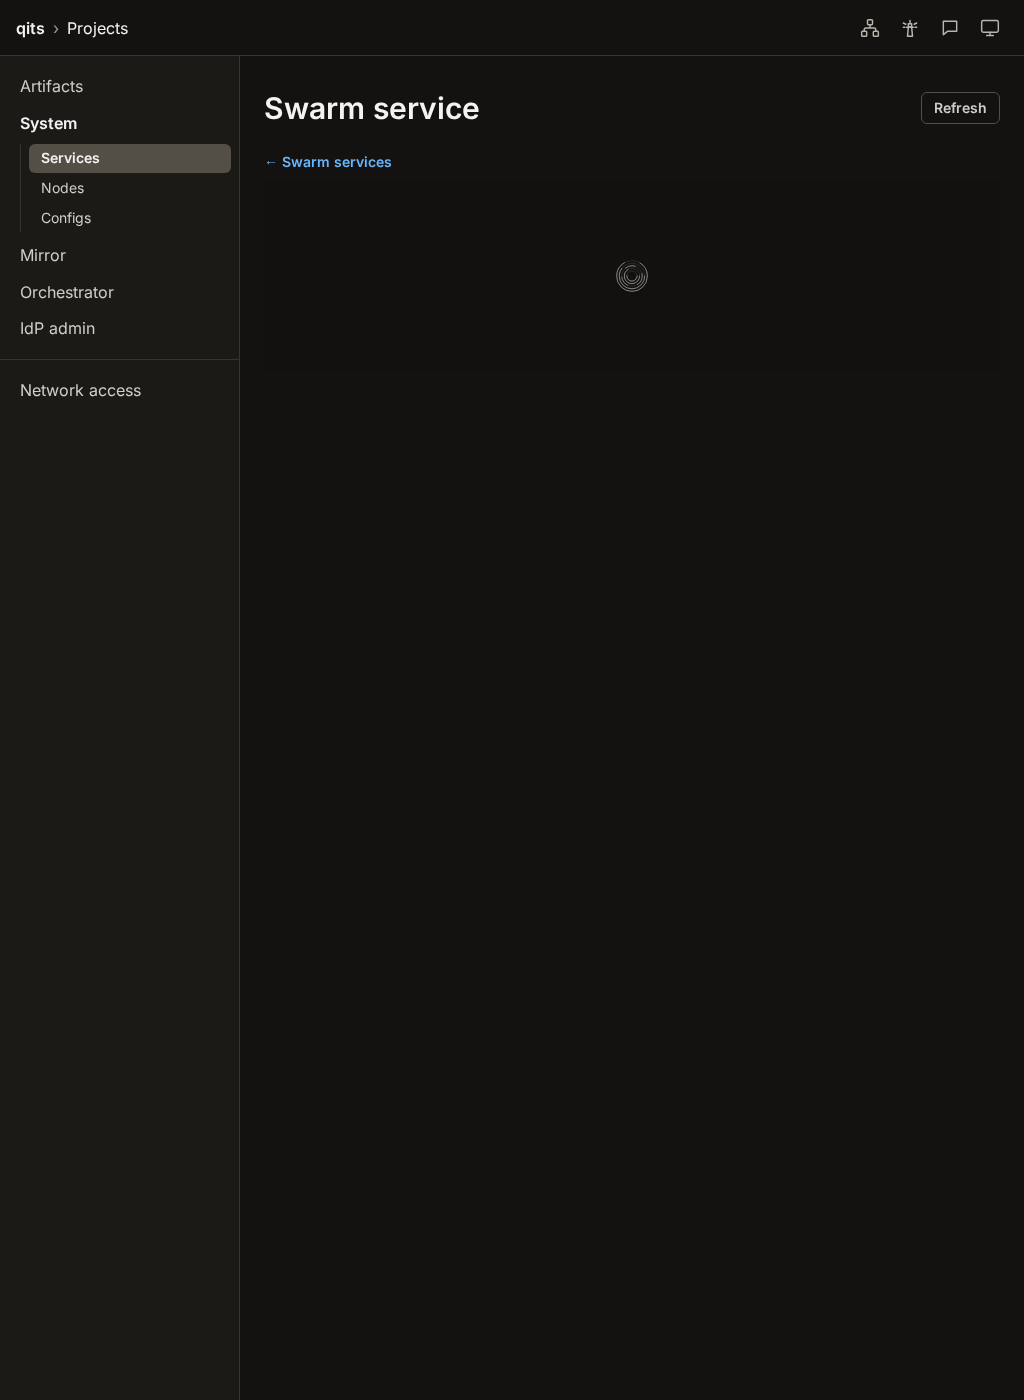 qits › Projects
Artifacts
System
Services
Nodes
Configs
Mirror
Orchestrator
IdP admin
Network access
Swarm service
Refresh
← Swarm services